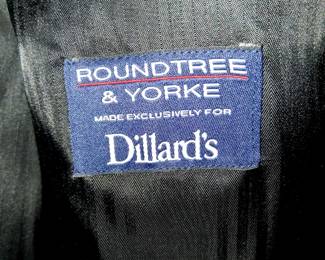 ROUNDTREE
& YORKE
MADE EXCLUSIVELY FOR
Dillard's